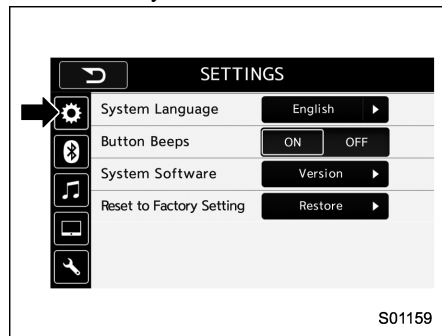 SETTINGS
System Language English
Button Beeps ON OFF
System Software Version
Reset to Factory Setting Restore
S01159